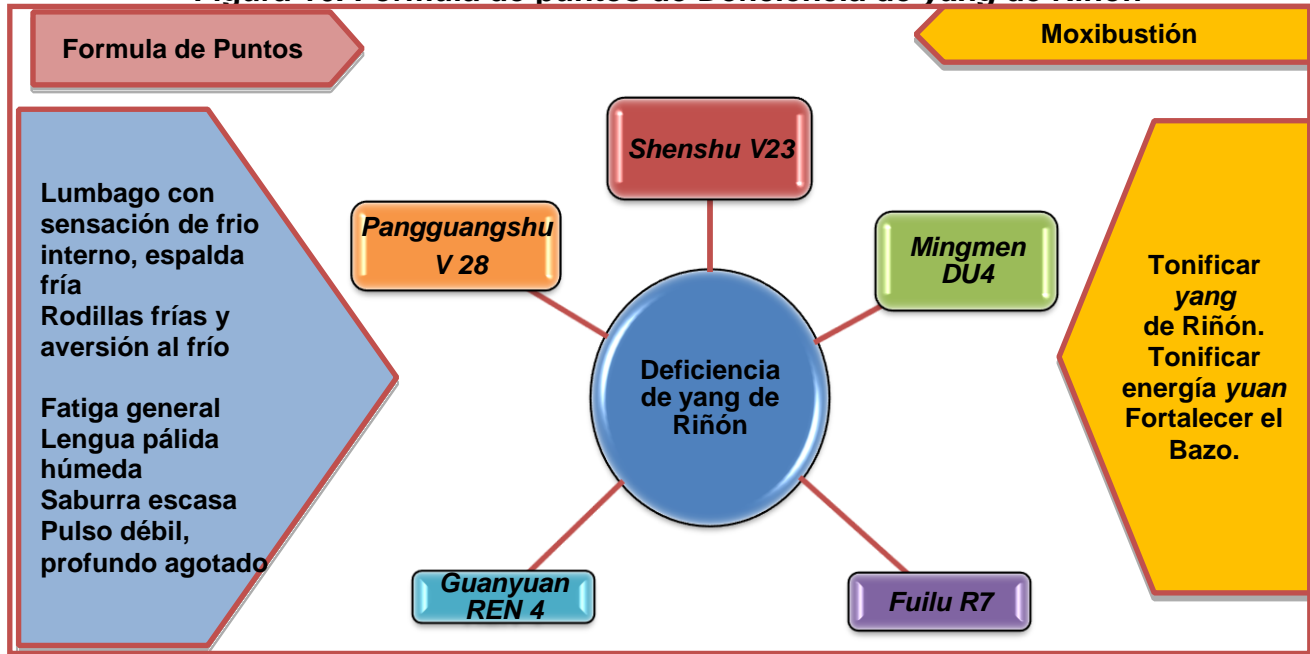 Formula de Puntos
Moxibustión
Lumbago con
sensación de frio
interno, espalda
fría
Rodillas frías y
aversión al frío
Fatiga general
Lengua pálida
húmeda
Saburra escasa
Pulso débil,
profundo agotado
Shenshu V23
Pangguangshu
V 28
Mingmen
DU4
Deficiencia
de yang de
Riñón
Guanyuan
REN 4
Fuilu R7
Tonificar
yang
de Riñón.
Tonificar
energía yuan
Fortalecer el
Bazo.